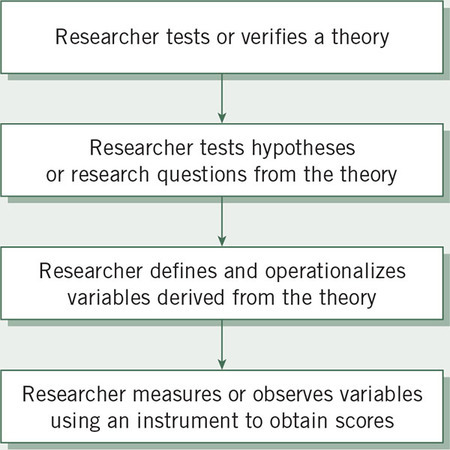 Researcher tests or verifies a theory
Researcher tests hypotheses
or research questions from the theory
Researcher defines and operationalizes
variables derived from the theory
Researcher measures or observes variables
using an instrument to obtain scores